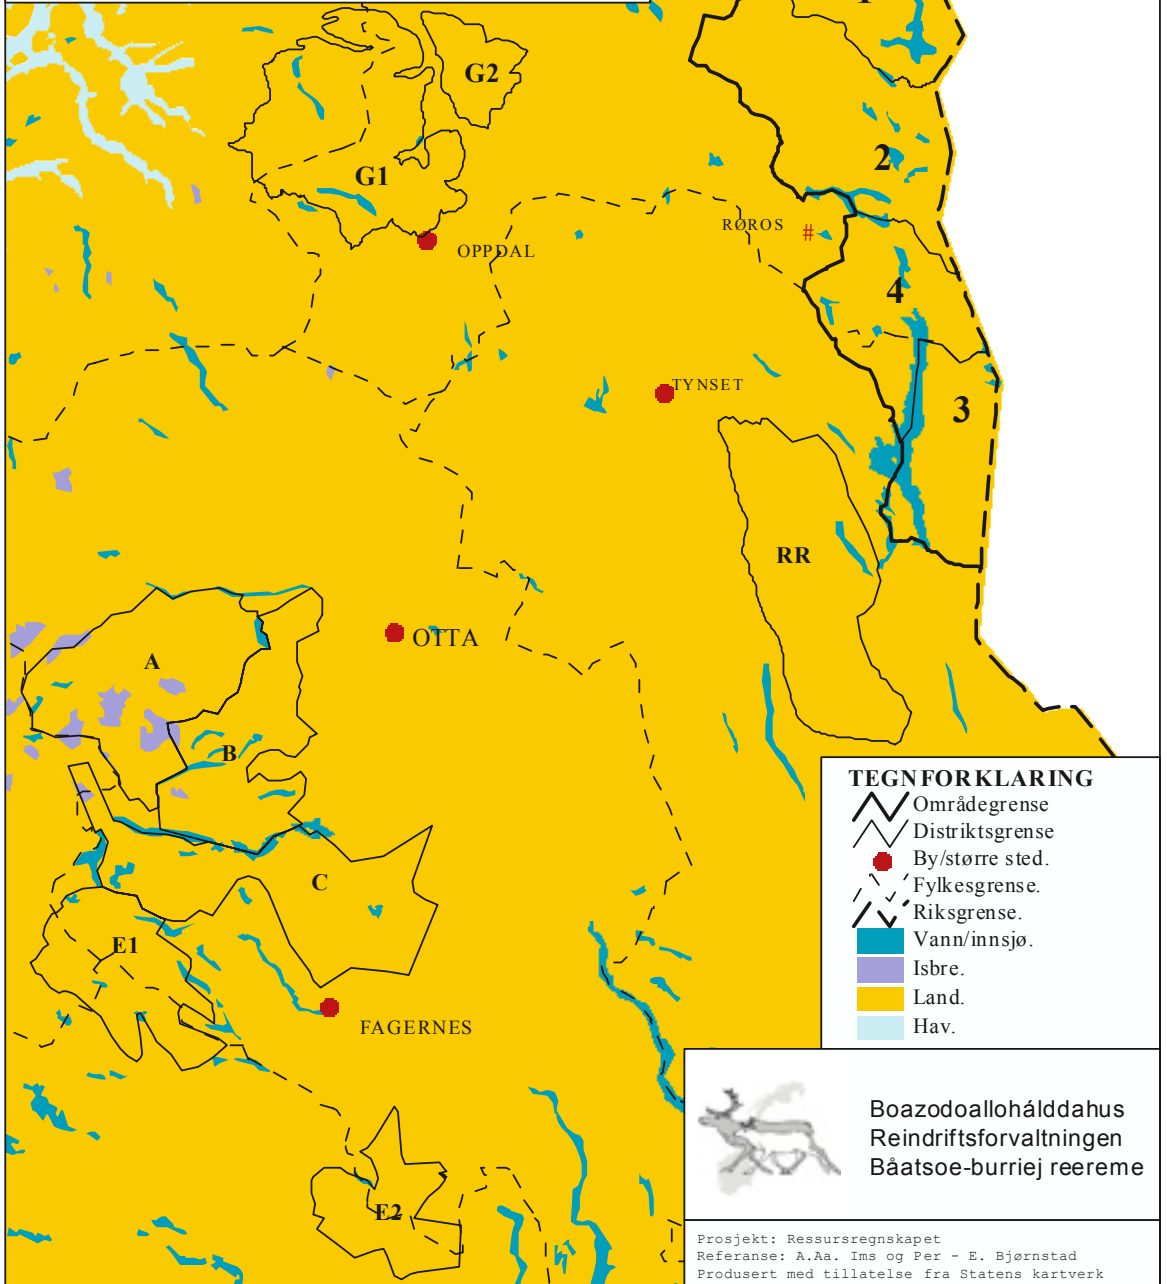 G2
2
G1
RØROS #
OPPDAL
4
TYNSET
3
RR
OTTA
A
B
C
E1
FAGERNES
E2
TEGNFORKLARING
Områdegrense
Distriktsgrense
By/større sted.
Fylkesgrense.
Riksgrense.
Vann/innsjø.
Isbre.
Land.
Hav.
Boazodoallohálddahus
Reindriftsforvaltningen
Båatsoe-burriej reereme
Prosjekt: Ressursregnskapet
Referanse: A.Aa. Ims og Per - E. Bjørnstad
Produsert med tillatelse fra Statens kartverk